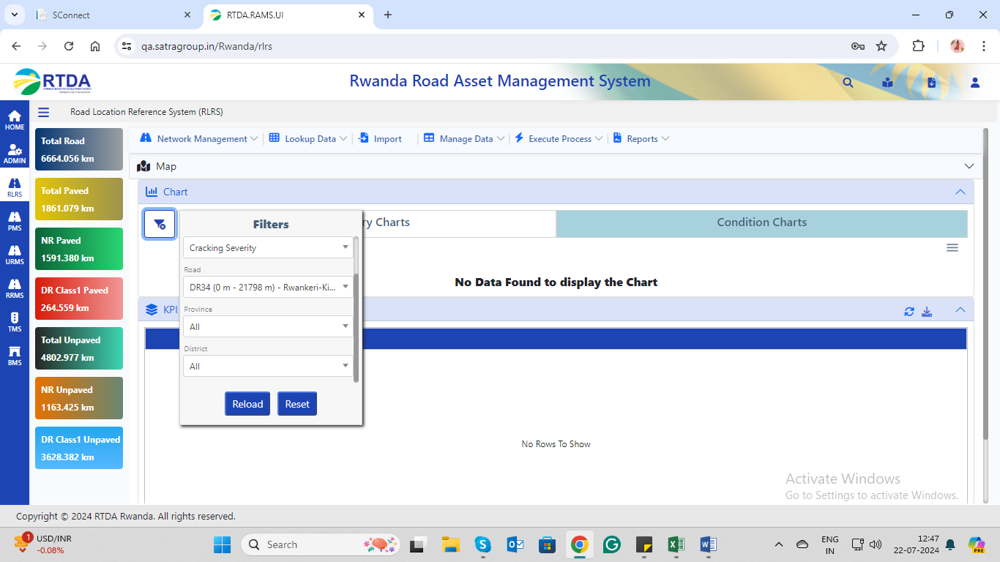 SConnect
RTDA.RAMS.UI
qa.satragroup.in/Rwanda/rlrs
RTDA
Rwanda Road Asset Management System
HOME
Road Location Reference System (RLRS)
ADMIN
RLRS
PMS
URMS
RRMS
TMS
BMS
Total Road
6664.056 km
Total Paved
1861.079 km
NR Paved
1591.380 km
DR Class1 Paved
264.559 km
Total Unpaved
4802.977 km
NR Unpaved
1163.425 km
DR Class1 Unpaved
3628.382 km
Network Management Lookup Data Import Manage Data Execute Process Reports
Map
Chart
Filters
ry Charts
Condition Charts
Cracking Severity
Road
DR34 (0 m - 21798 m) - Rwankeri-Ki...
Province
All
District
All
Reload Reset
No Data Found to display the Chart
KPI
No Rows To Show
Activate Windows
Go to Settings to activate Windows.
Copyright © 2024 RTDA Rwanda. All rights reserved.
1
USD/INR
-0.08%
Search
PRE
ENG
IN
12:47
22-07-2024